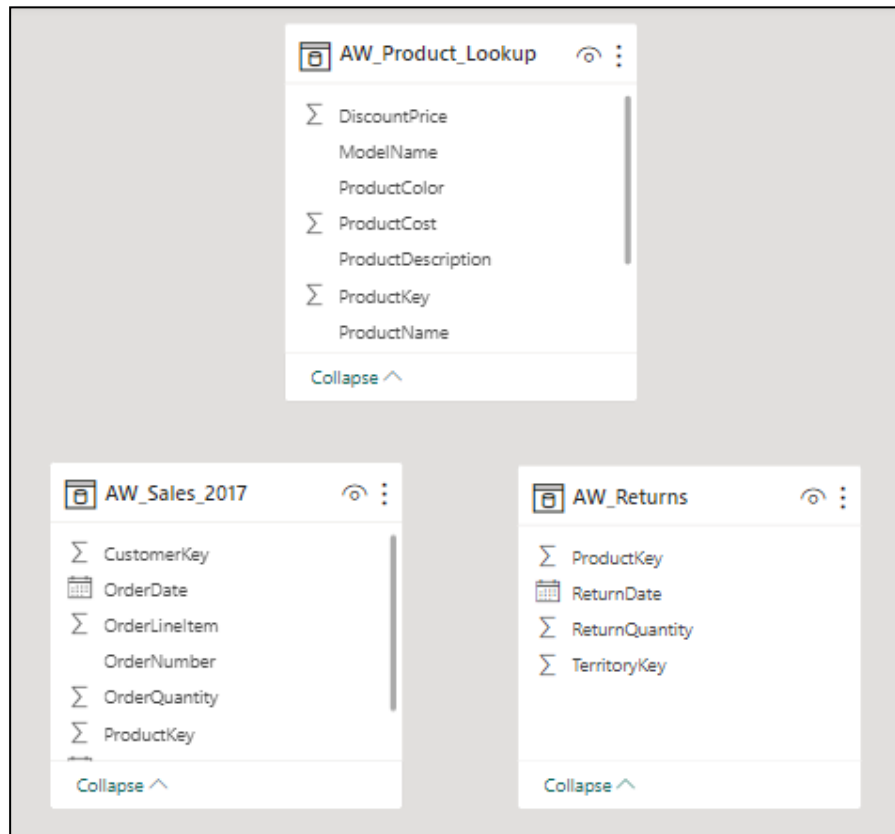 AW_Product_Lookup
DiscountPrice
ModelName
ProductColor
ProductCost
ProductDescription
ProductKey
ProductName
Collapse
AW_Sales_2017
CustomerKey
OrderDate
OrderLineItem
OrderNumber
OrderQuantity
ProductKey
Collapse
AW_Returns
ProductKey
ReturnDate
ReturnQuantity
TerritoryKey
Collapse